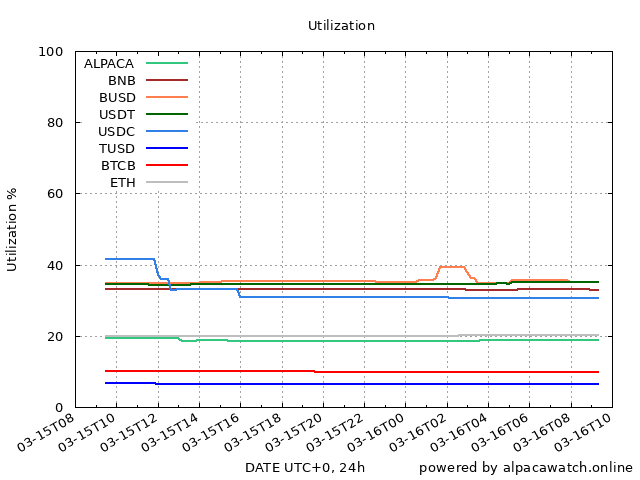 Utilization
100
80
60
40
20
0
Utilization %
ALPACA
BNB
BUSD
USDT
USDC
TUSD
BTCB
ETH
03-15T08
03-15T10
03-15T12
03-15T14
03-15T16
03-15T18
03-15T20
03-15T22
03-16T00
03-16T02
03-16T04
03-16T06
03-16T08
03-16T10
DATE UTC+0, 24h
powered by alpacawatch.online